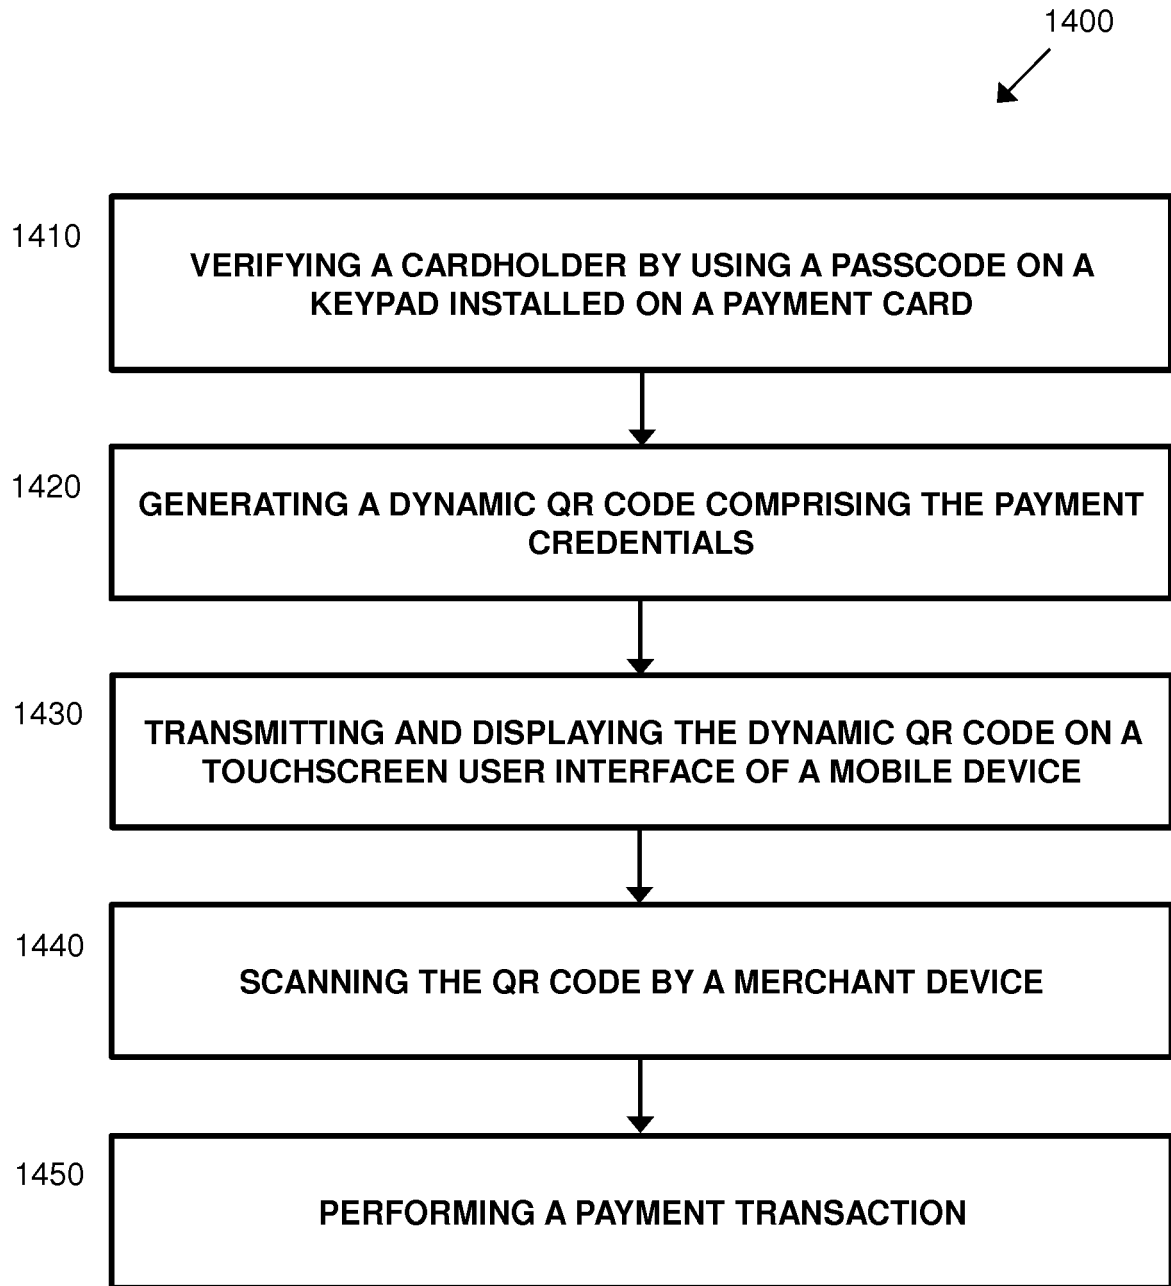 1400
1410
VERIFYING A CARDHOLDER BY USING A PASSCODE ON A
KEYPAD INSTALLED ON A PAYMENT CARD
1420
GENERATING A DYNAMIC QR CODE COMPRISING THE PAYMENT
CREDENTIALS
1430
TRANSMITTING AND DISPLAYING THE DYNAMIC QR CODE ON A
TOUCHSCREEN USER INTERFACE OF A MOBILE DEVICE
1440
SCANNING THE QR CODE BY A MERCHANT DEVICE
1450
PERFORMING A PAYMENT TRANSACTION